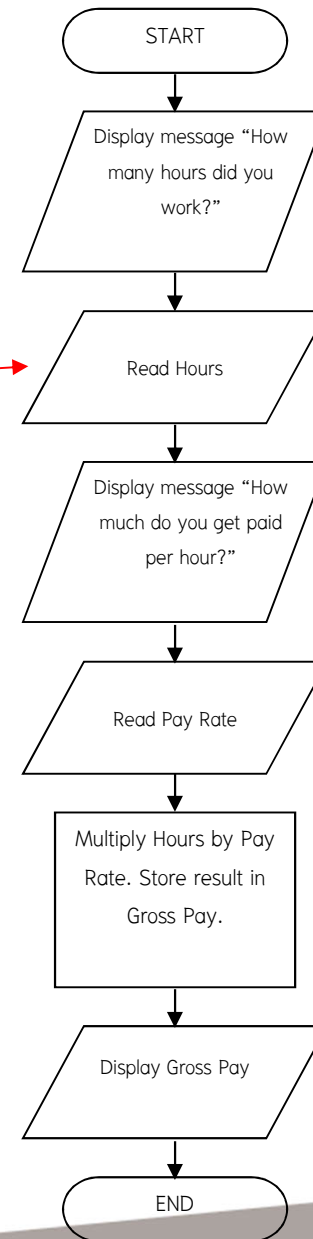 START
Display message “How
many hours did you
work?”
Read Hours
Display message “How
much do you get paid
per hour?”
Read Pay Rate
Multiply Hours by Pay
Rate. Store result in
Gross Pay.
Display Gross Pay
END